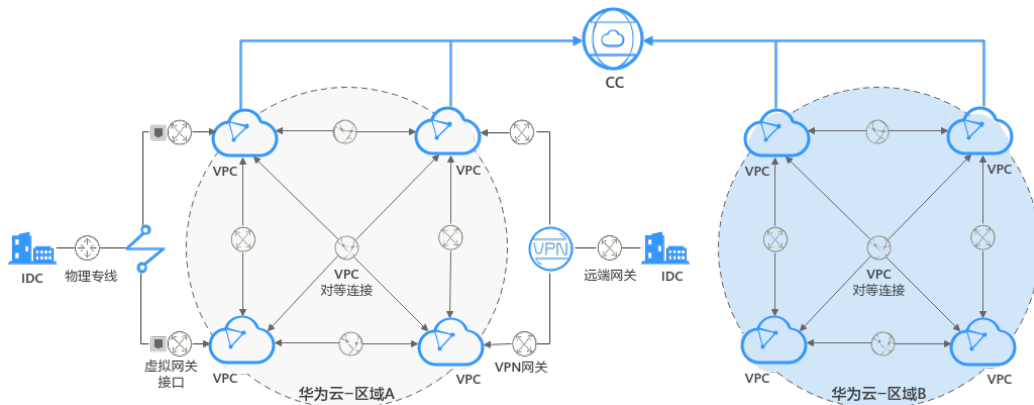 CC
VPC
VPC
VPC
VPC
IDC
物理专线
VPC
对等连接
VPN
远端网关
IDC
VPC
对等连接
虚拟网关
接口
VPC
VPC
VPN网关
VPC
VPC
华为云-区域A
华为云-区域B